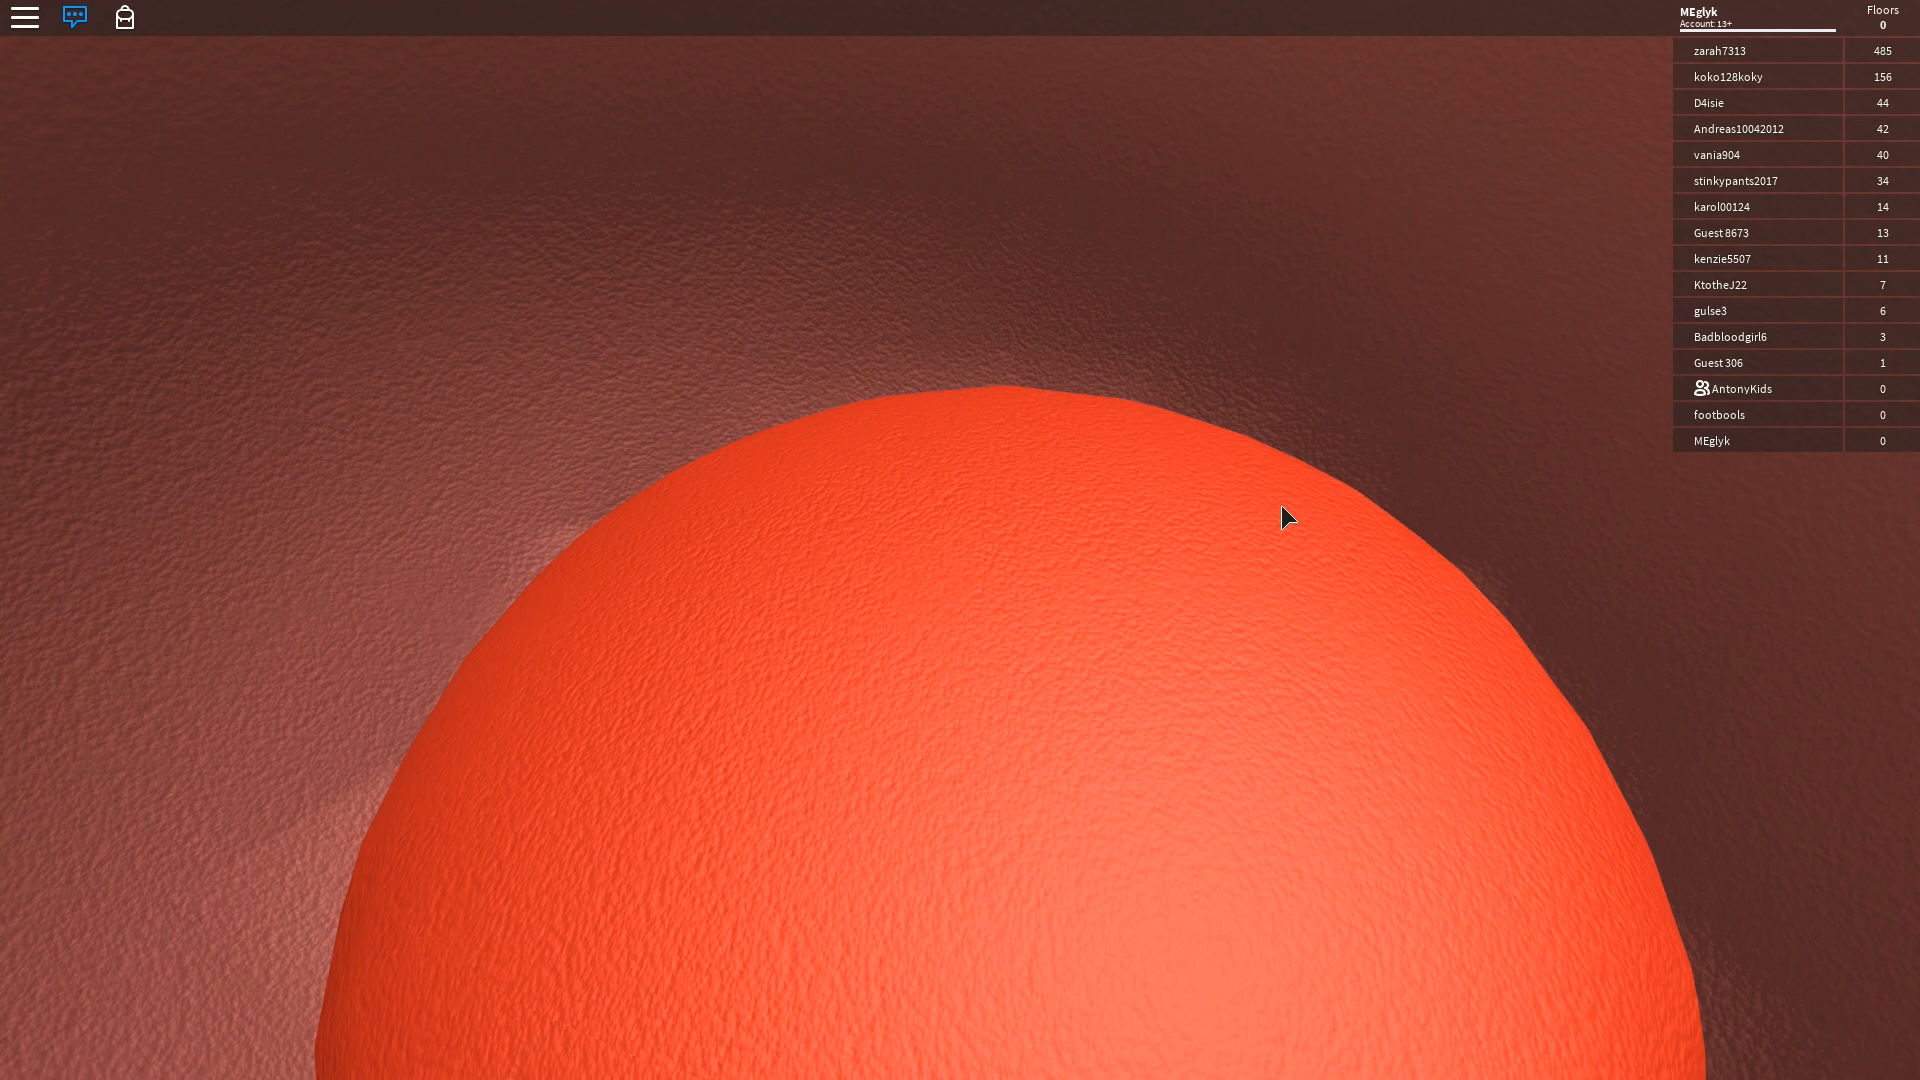 MEglyk
Account: 13+
Floors
0
zarah7313 485
koko128koky 156
D4isie 44
Andreas10042012 42
vania904 40
stinkypants2017 34
karol00124 14
Guest 8673 13
kenzie5507 11
KtotheJ22 7
gulse3 6
Badbloodgirl6 3
Guest 306 1
AntonyKids 0
footbools 0
MEglyk 0